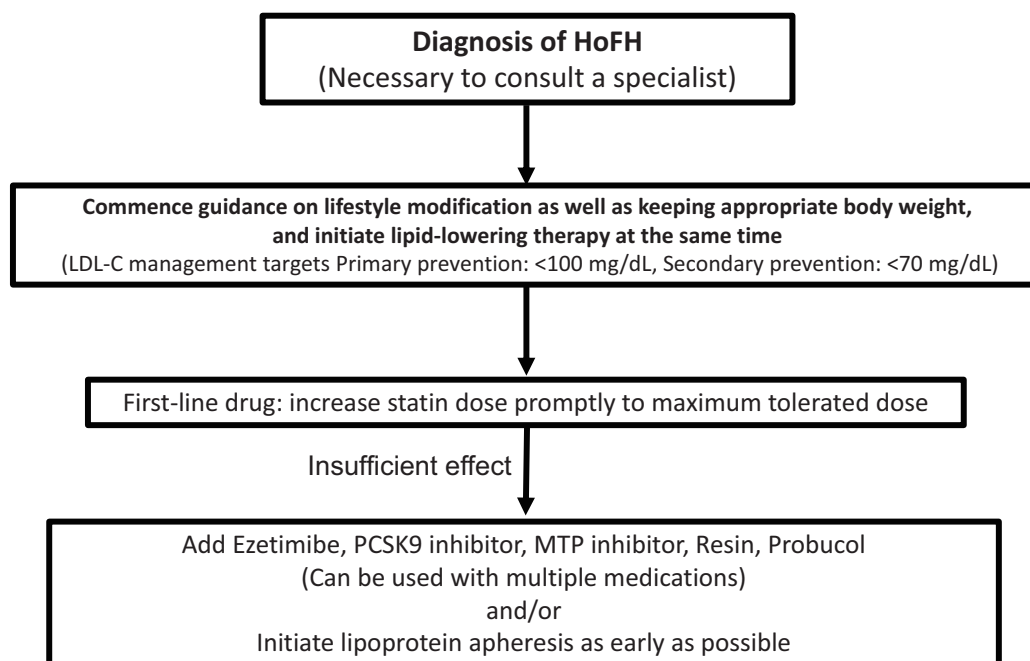 Diagnosis of HoFH
(Necessary to consult a specialist)
Commence guidance on lifestyle modification as well as keeping appropriate body weight,
and initiate lipid-lowering therapy at the same time
(LDL-C management targets Primary prevention: <100 mg/dL, Secondary prevention: <70 mg/dL)
First-line drug: increase statin dose promptly to maximum tolerated dose
Insufficient effect
Add Ezetimibe, PCSK9 inhibitor, MTP inhibitor, Resin, Probucol
(Can be used with multiple medications)
and/or
Initiate lipoprotein apheresis as early as possible